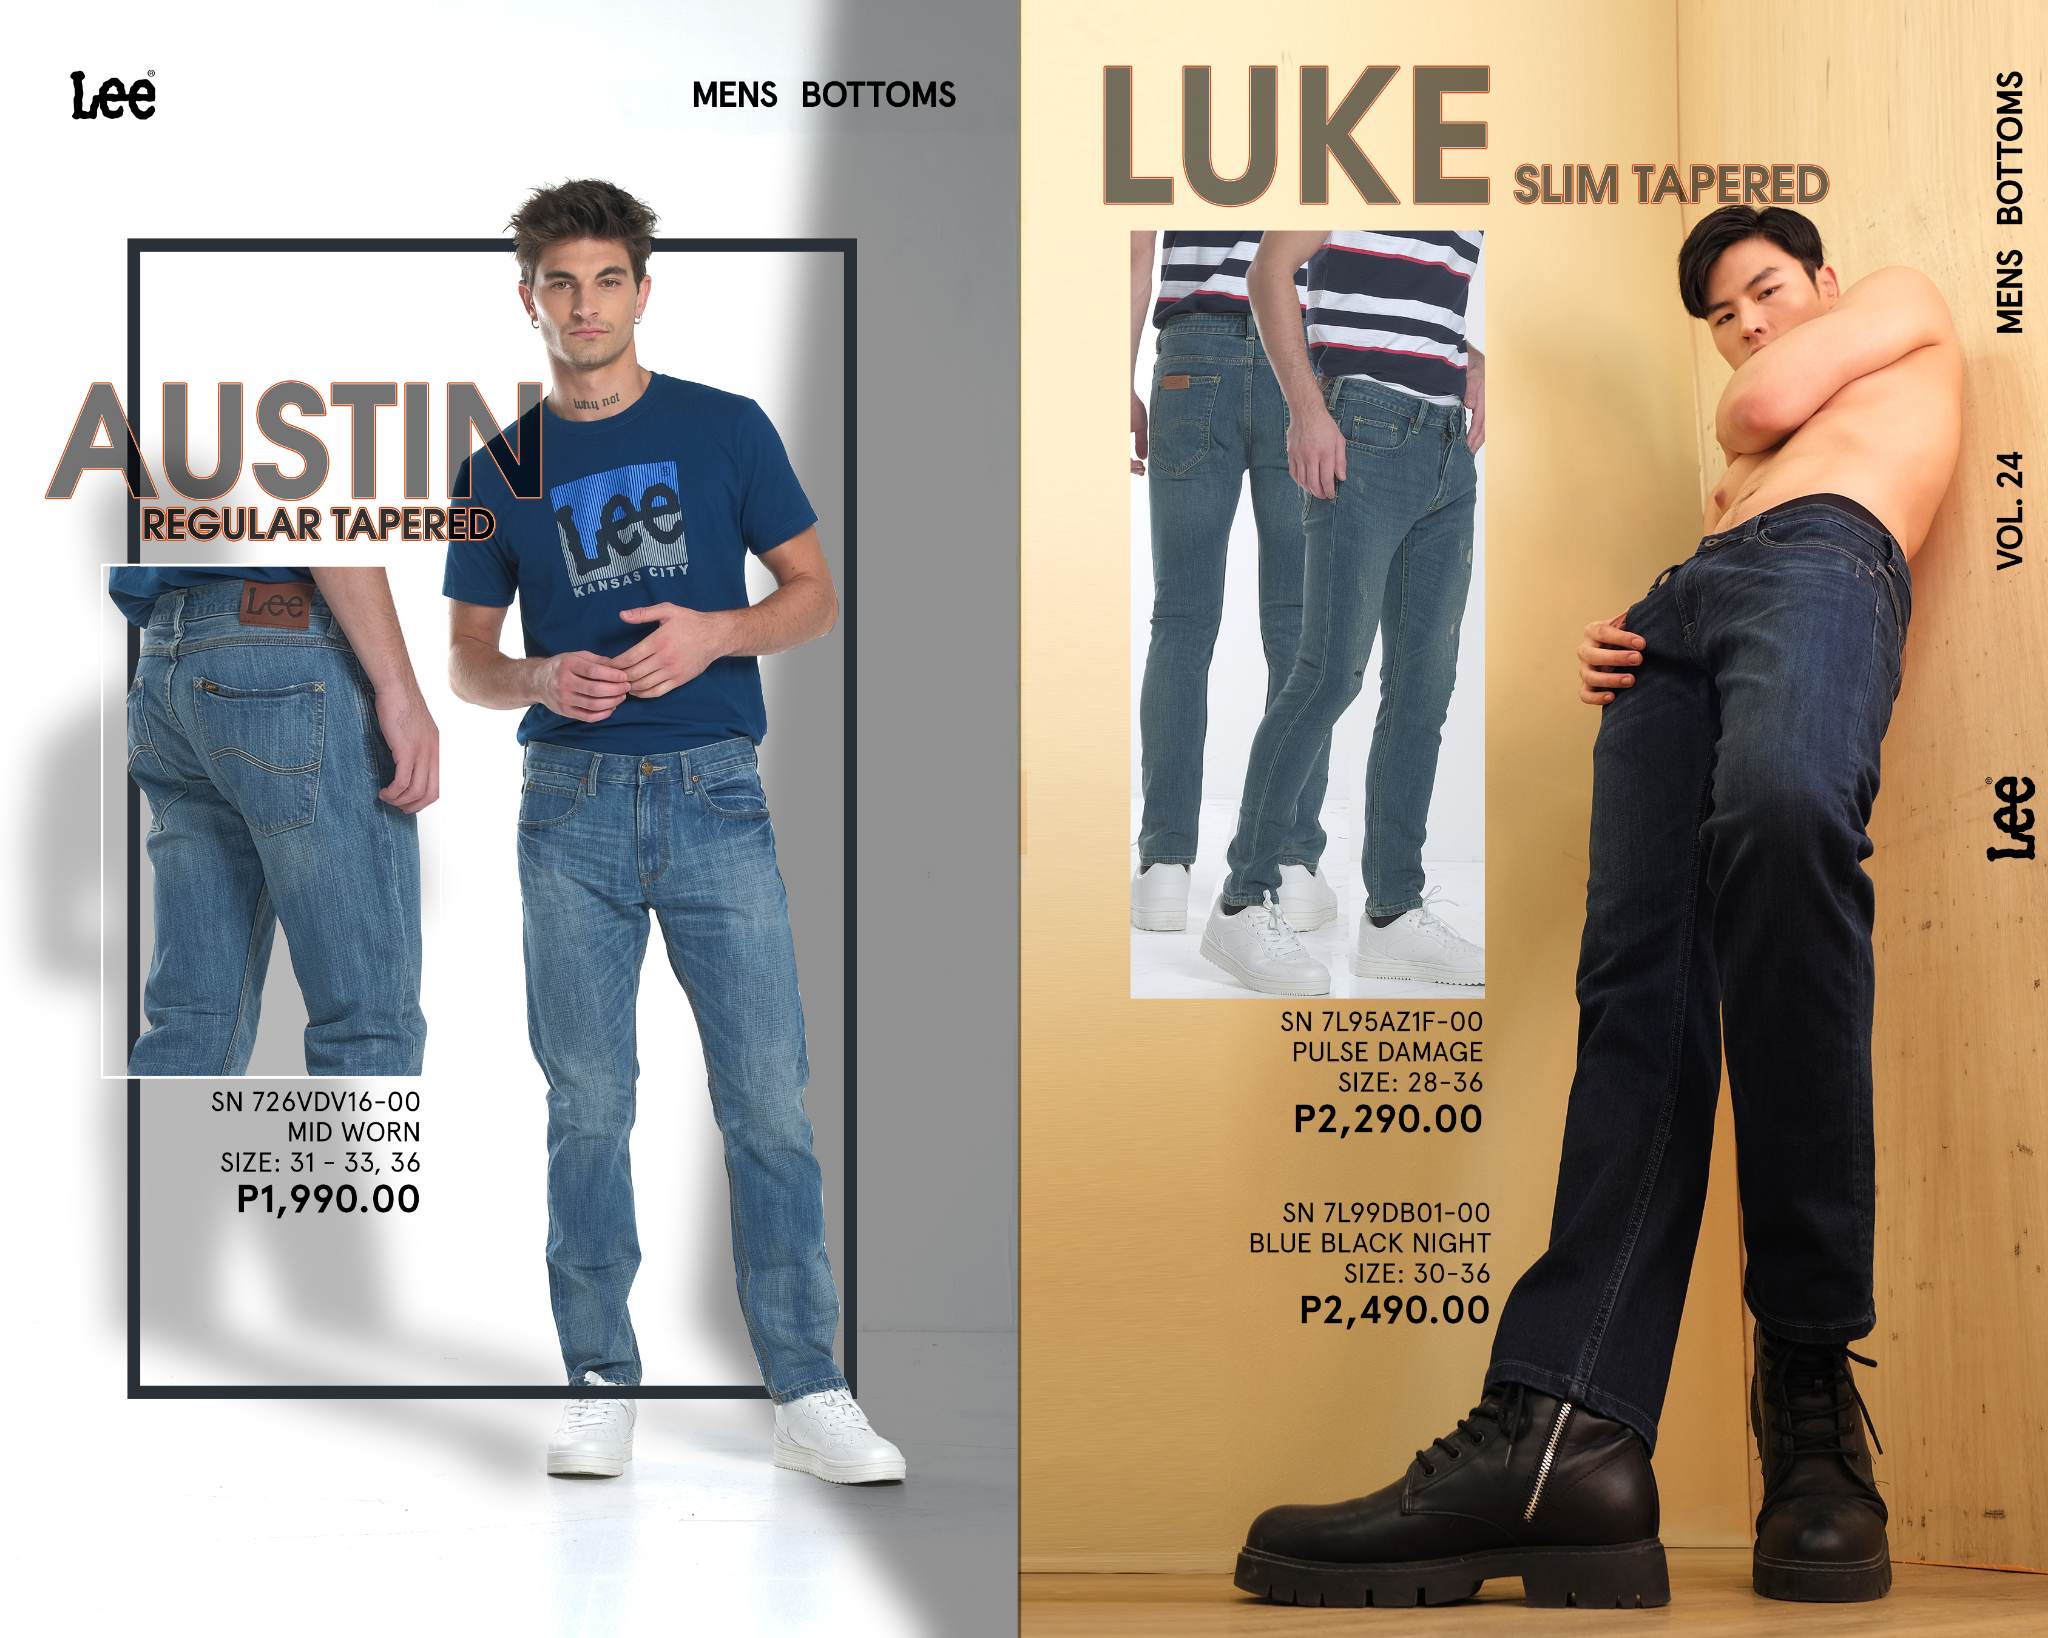 Lee
MENS BOTTOMS
AUSTIN
REGULAR TAPERED
why not
Lee
KANSAS CITY
Lee
SN 726VDV16-00
MID WORN
SIZE: 31 - 33, 36
P1,990.00
LUKE SLIM TAPERED
SN 7L95AZ1F-00
PULSE DAMAGE
SIZE: 28-36
P2,290.00
SN 7L99DB01-00
BLUE BLACK NIGHT
SIZE: 30-36
P2,490.00
MENS BOTTOMS
VOL. 24
Lee